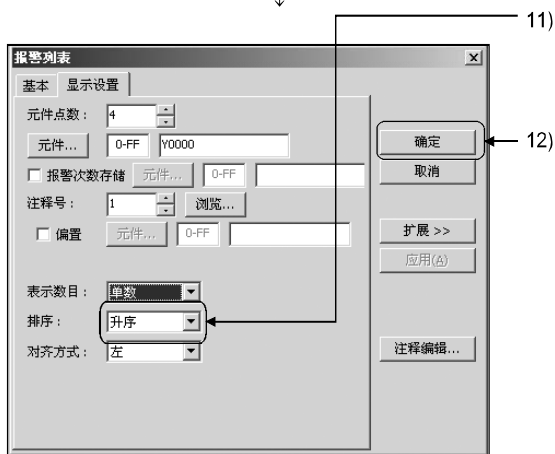 11)
报警列表
基本 显示设置
元件点数： 4
元件... 0-FF Y0000
确定
12)
报警次数存储 元件... 0-FF
取消
注释号： 1 浏览...
偏置 元件... 0-FF
扩展 >>
应用(A)
表示数目： 单数
排序： 升序
对齐方式： 左
注释编辑...